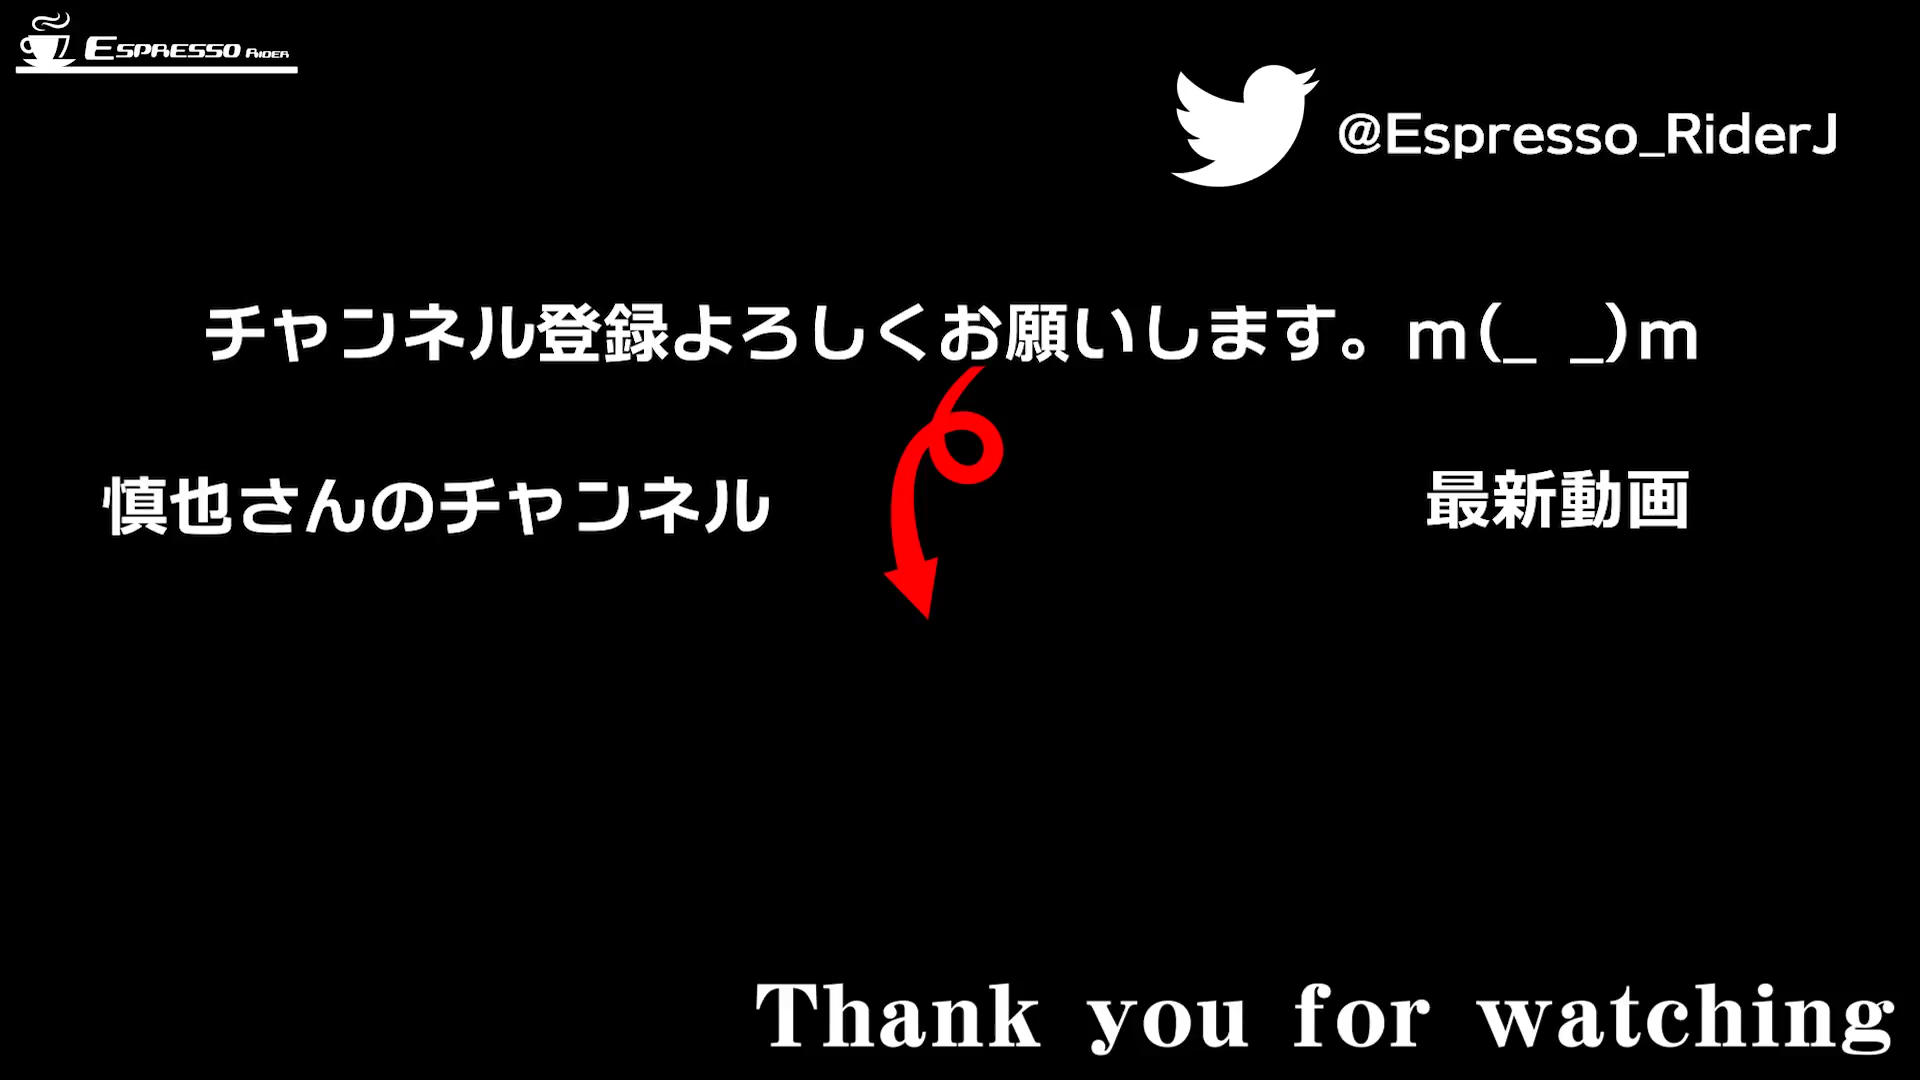 Espresso Rider
@Espresso_RiderJ
チャンネル登録よろしくお願いします。m(_ _)m
慎也さんのチャンネル
最新動画
Thank you for watching